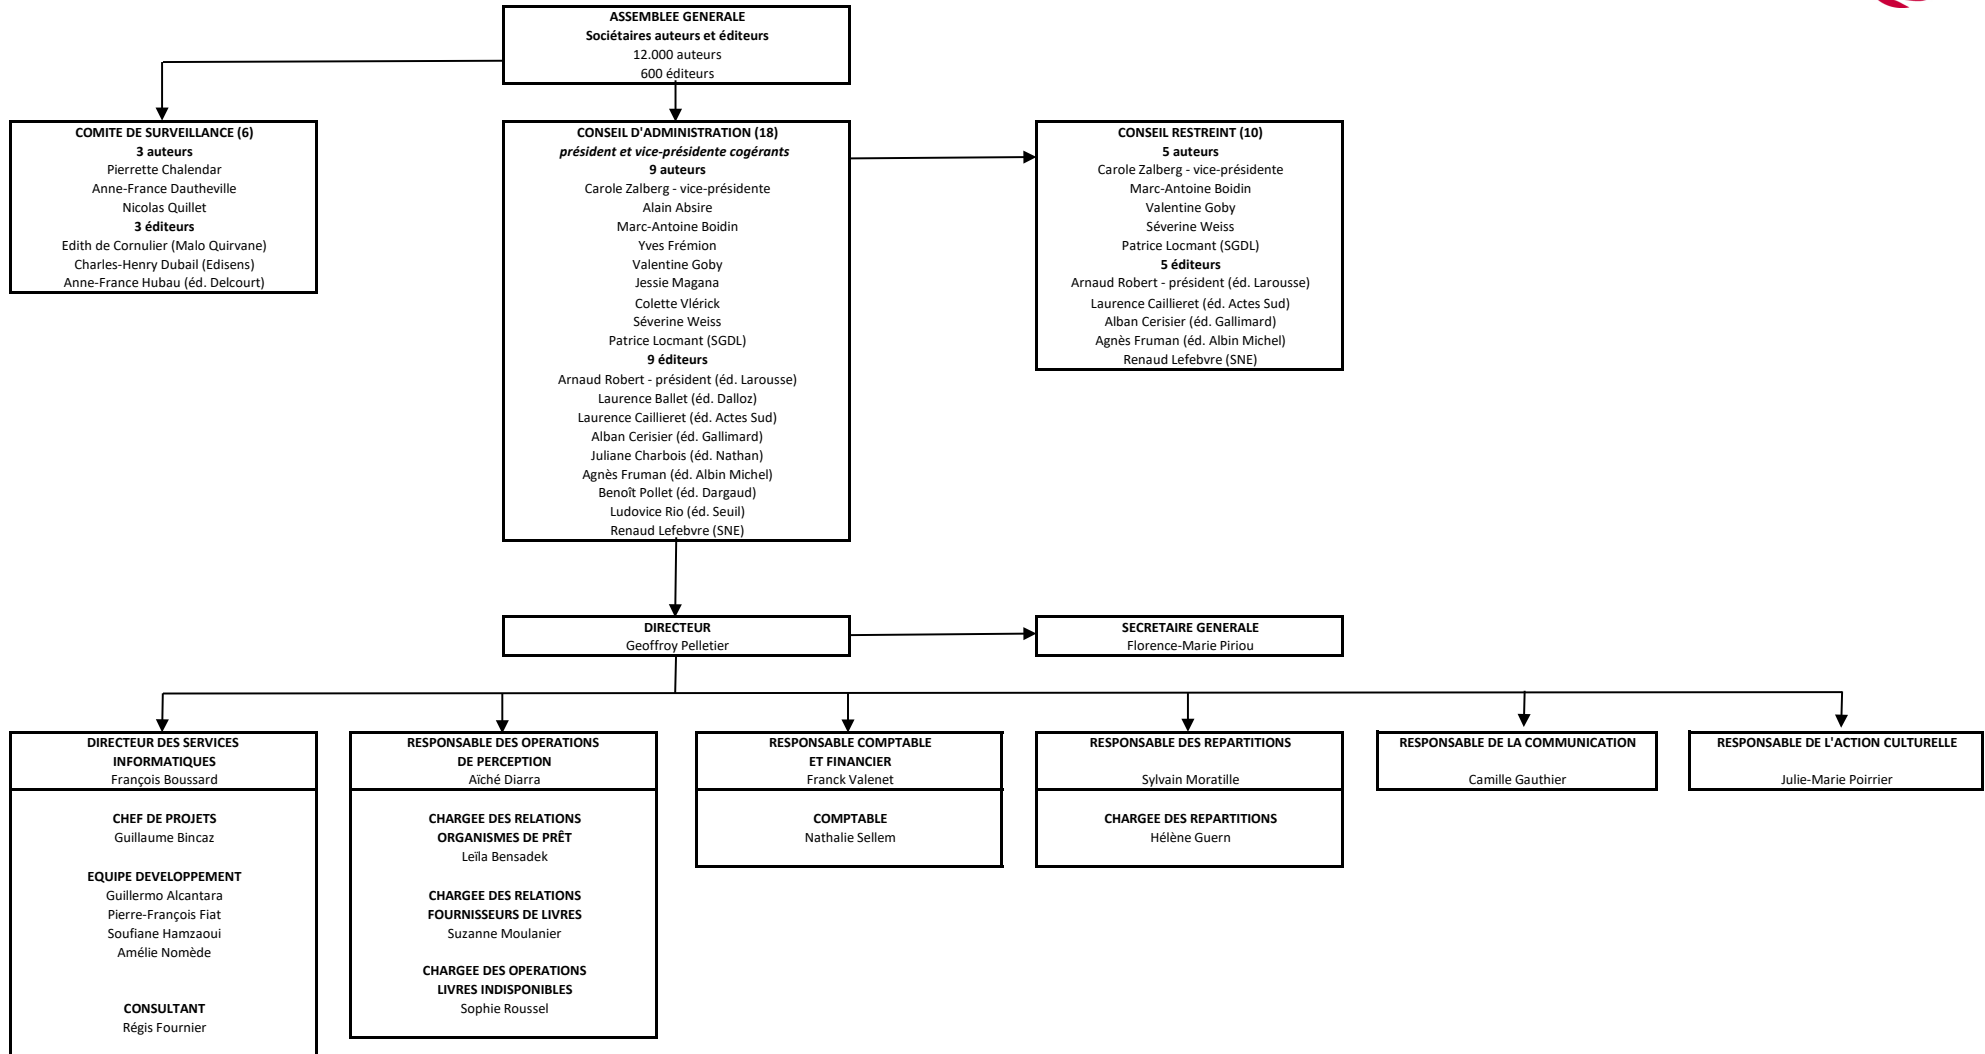 ASSEMBLEE GENERALE
Sociétaires auteurs et éditeurs
12.000 auteurs
600 éditeurs
COMITE DE SURVEILLANCE (6)
3 auteurs
Pierrette Chalendar
Anne-France Dautheville
Nicolas Quillet
3 éditeurs
Edith de Cornulier (Malo Quirvane)
Charles-Henry Dubail (Edisens)
Anne-France Hubau (éd. Delcourt)
CONSEIL D'ADMINISTRATION (18)
président et vice-présidente cogérants
9 auteurs
Carole Zalberg - vice-présidente
Alain Absire
Marc-Antoine Boidin
Yves Frémion
Valentine Goby
Jessie Magana
Colette Vlérick
Séverine Weiss
Patrice Locmant (SGDL)
9 éditeurs
Arnaud Robert - président (éd. Larousse)
Laurence Ballet (éd. Dalloz)
Laurence Caillieret (éd. Actes Sud)
Alban Cerisier (éd. Gallimard)
Juliane Charbois (éd. Nathan)
Agnès Fruman (éd. Albin Michel)
Benoît Pollet (éd. Dargaud)
Ludovice Rio (éd. Seuil)
Renaud Lefebvre (SNE)
CONSEIL RESTREINT (10)
5 auteurs
Carole Zalberg - vice-présidente
Marc-Antoine Boidin
Valentine Goby
Séverine Weiss
Patrice Locmant (SGDL)
5 éditeurs
Arnaud Robert - président (éd. Larousse)
Laurence Caillieret (éd. Actes Sud)
Alban Cerisier (éd. Gallimard)
Agnès Fruman (éd. Albin Michel)
Renaud Lefebvre (SNE)
DIRECTEUR
Geoffroy Pelletier
SECRETAIRE GENERALE
Florence-Marie Piriou
DIRECTEUR DES SERVICES
INFORMATIQUES
François Boussard
CHEF DE PROJETS
Guillaume Bincaz
EQUIPE DEVELOPPEMENT
Guillermo Alcantara
Pierre-François Fiat
Soufiane Hamzaoui
Amélie Nomède
CONSULTANT
Régis Fournier
RESPONSABLE DES OPERATIONS
DE PERCEPTION
Aïché Diarra
CHARGEE DES RELATIONS
ORGANISMES DE PRÊT
Leïla Bensadek
CHARGEE DES RELATIONS
FOURNISSEURS DE LIVRES
Suzanne Moulanier
CHARGEE DES OPERATIONS
LIVRES INDISPONIBLES
Sophie Roussel
RESPONSABLE COMPTABLE
ET FINANCIER
Franck Valenet
COMPTABLE
Nathalie Sellem
RESPONSABLE DES REPARTITIONS
Sylvain Moratille
CHARGEE DES REPARTITIONS
Hélène Guern
RESPONSABLE DE LA COMMUNICATION
Camille Gauthier
RESPONSABLE DE L'ACTION CULTURELLE
Julie-Marie Poirrier